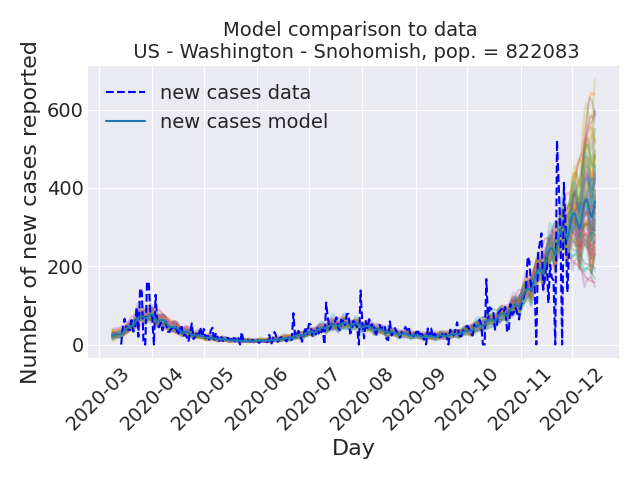 Model comparison to data
US - Washington - Snohomish, pop. = 822083
Number of new cases reported
600
400
200
0
new cases data
new cases model
2020-03
2020-04
2020-05
2020-06
2020-07
2020-08
2020-09
2020-10
2020-11
2020-12
Day